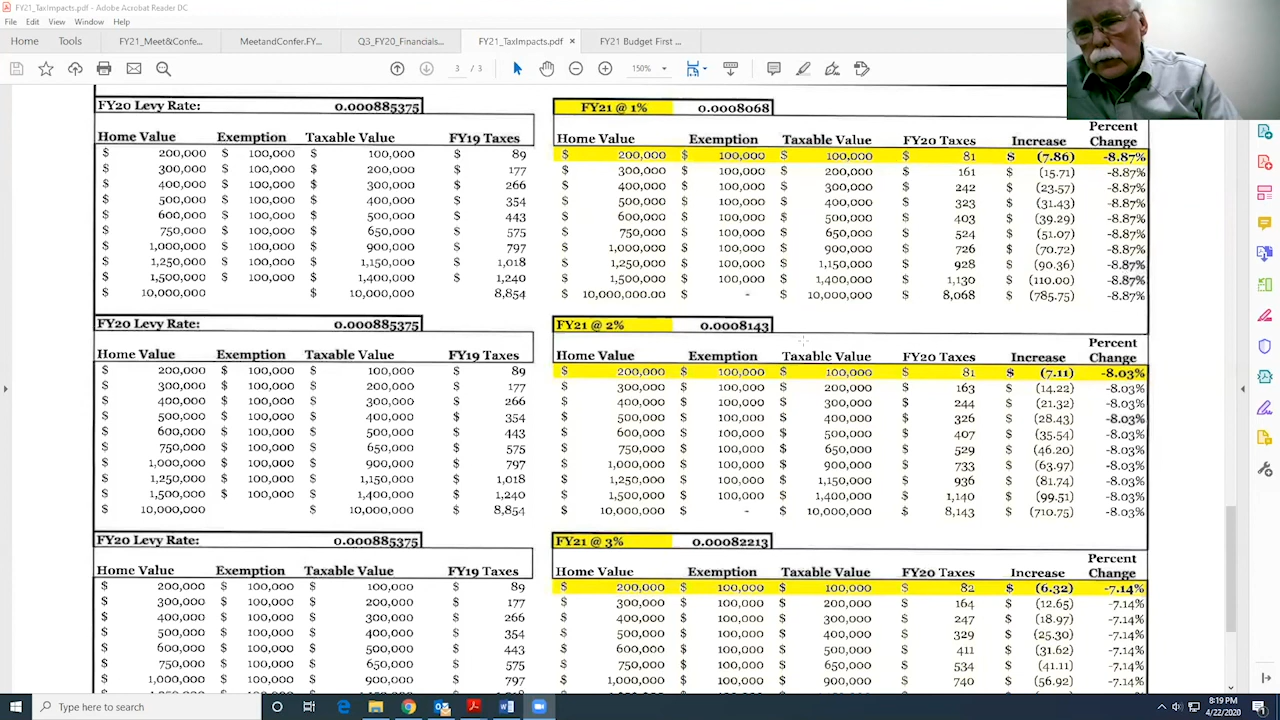 FY21_TaxImpacts.pdf - Adobe Acrobat Reader DC
File Edit View Window Help
Home Tools FY21_Meet&Confe... MeetandConfer.FY... Q3_FY20_Financials... FY21_TaxImpacts.pdf × FY21 Budget First ...
3 / 3 150%
FY20 Levy Rate: 0.000885375 FY21 @ 1% 0.0008068
Percent
Home Value Exemption Taxable Value FY19 Taxes Home Value Exemption Taxable Value FY20 Taxes Increase Change
$ 200,000 $ 100,000 $ 100,000 $ 89 $ 200,000 $ 100,000 $ 100,000 $ 81 $ (7.86) -8.87%
$ 300,000 $ 100,000 $ 200,000 $ 177 $ 300,000 $ 100,000 $ 200,000 $ 161 $ (15.71) -8.87%
$ 400,000 $ 100,000 $ 300,000 $ 266 $ 400,000 $ 100,000 $ 300,000 $ 242 $ (23.57) -8.87%
$ 500,000 $ 100,000 $ 400,000 $ 354 $ 500,000 $ 100,000 $ 400,000 $ 323 $ (31.43) -8.87%
$ 600,000 $ 100,000 $ 500,000 $ 443 $ 600,000 $ 100,000 $ 500,000 $ 403 $ (39.29) -8.87%
$ 750,000 $ 100,000 $ 650,000 $ 575 $ 750,000 $ 100,000 $ 650,000 $ 524 $ (51.07) -8.87%
$ 1,000,000 $ 100,000 $ 900,000 $ 797 $ 1,000,000 $ 100,000 $ 900,000 $ 726 $ (70.72) -8.87%
$ 1,250,000 $ 100,000 $ 1,150,000 $ 1,018 $ 1,250,000 $ 100,000 $ 1,150,000 $ 928 $ (90.36) -8.87%
$ 1,500,000 $ 100,000 $ 1,400,000 $ 1,240 $ 1,500,000 $ 100,000 $ 1,400,000 $ 1,130 $ (110.00) -8.87%
$ 10,000,000 $ 10,000,000 8,854 $ 10,000,000.00 $ - $ 10,000,000 $ 8,068 $ (785.75) -8.87%
FY20 Levy Rate: 0.000885375 FY21 @ 2% 0.0008143
Percent
Home Value Exemption Taxable Value FY19 Taxes Home Value Exemption Taxable Value FY20 Taxes Increase Change
$ 200,000 $ 100,000 $ 100,000 $ 89 $ 200,000 $ 100,000 $ 100,000 $ 81 $ (7.11) -8.03%
$ 300,000 $ 100,000 $ 200,000 $ 177 $ 300,000 $ 100,000 $ 200,000 $ 163 $ (14.22) -8.03%
$ 400,000 $ 100,000 $ 300,000 $ 266 $ 400,000 $ 100,000 $ 300,000 $ 244 $ (21.32) -8.03%
$ 500,000 $ 100,000 $ 400,000 $ 354 $ 500,000 $ 100,000 $ 400,000 $ 326 $ (28.43) -8.03%
$ 600,000 $ 100,000 $ 500,000 $ 443 $ 600,000 $ 100,000 $ 500,000 $ 407 $ (35.54) -8.03%
$ 750,000 $ 100,000 $ 650,000 $ 575 $ 750,000 $ 100,000 $ 650,000 $ 529 $ (46.20) -8.03%
$ 1,000,000 $ 100,000 $ 900,000 $ 797 $ 1,000,000 $ 100,000 $ 900,000 $ 733 $ (63.97) -8.03%
$ 1,250,000 $ 100,000 $ 1,150,000 $ 1,018 $ 1,250,000 $ 100,000 $ 1,150,000 $ 936 $ (81.74) -8.03%
$ 1,500,000 $ 100,000 $ 1,400,000 $ 1,240 $ 1,500,000 $ 100,000 $ 1,400,000 $ 1,140 $ (99.51) -8.03%
$ 10,000,000 $ 10,000,000 $ 8,854 $ 10,000,000 $ - $ 10,000,000 $ 8,143 $ (710.75) -8.03%
FY20 Levy Rate: 0.000885375 FY21 @ 3% 0.00082213
Percent
Home Value Exemption Taxable Value FY19 Taxes Home Value Exemption Taxable Value FY20 Taxes Increase Change
$ 200,000 $ 100,000 $ 100,000 $ 89 $ 200,000 $ 100,000 $ 100,000 $ 82 $ (6.32) -7.14%
$ 300,000 $ 100,000 $ 200,000 $ 177 $ 300,000 $ 100,000 $ 200,000 $ 164 $ (12.65) -7.14%
$ 400,000 $ 100,000 $ 300,000 $ 266 $ 400,000 $ 100,000 $ 300,000 $ 247 $ (18.97) -7.14%
$ 500,000 $ 100,000 $ 400,000 $ 354 $ 500,000 $ 100,000 $ 400,000 $ 329 $ (25.30) -7.14%
$ 600,000 $ 100,000 $ 500,000 $ 443 $ 600,000 $ 100,000 $ 500,000 $ 411 $ (31.62) -7.14%
$ 750,000 $ 100,000 $ 650,000 $ 575 $ 750,000 $ 100,000 $ 650,000 $ 534 $ (41.11) -7.14%
$ 1,000,000 $ 100,000 $ 900,000 $ 797 $ 1,000,000 $ 100,000 $ 900,000 $ 740 $ (56.92) -7.14%
Type here to search
8:19 PM
4/22/2020